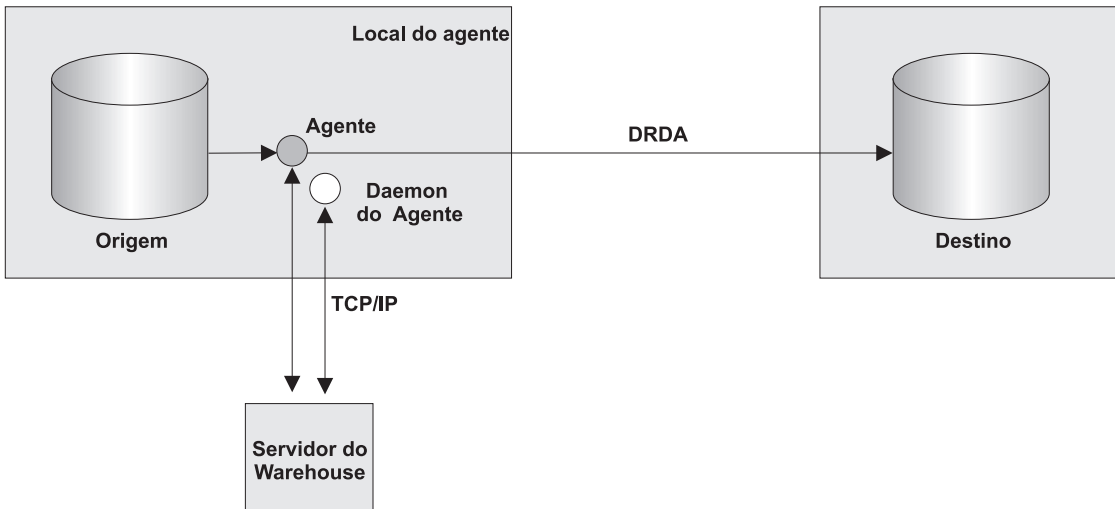 Local do agente
Agente
DRDA
Daemon
do Agente
Origem
Destino
TCP/IP
Servidor do
Warehouse